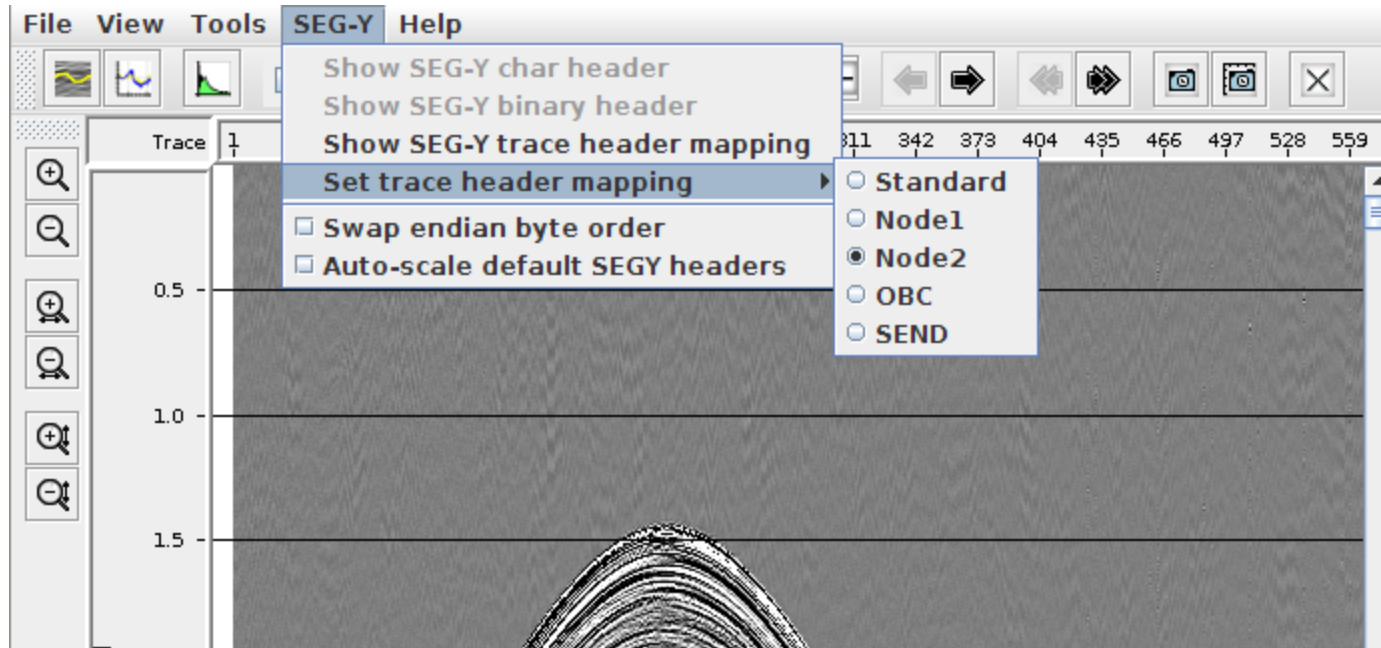 File View Tools SEG-Y Help
Show SEG-Y char header
Show SEG-Y binary header
Show SEG-Y trace header mapping
Set trace header mapping
Swap endian byte order
Auto-scale default SEGY headers
Standard
Node1
Node2
OBC
SEND
Trace 1 311 342 373 404 435 466 497 528 559
0.5
1.0
1.5